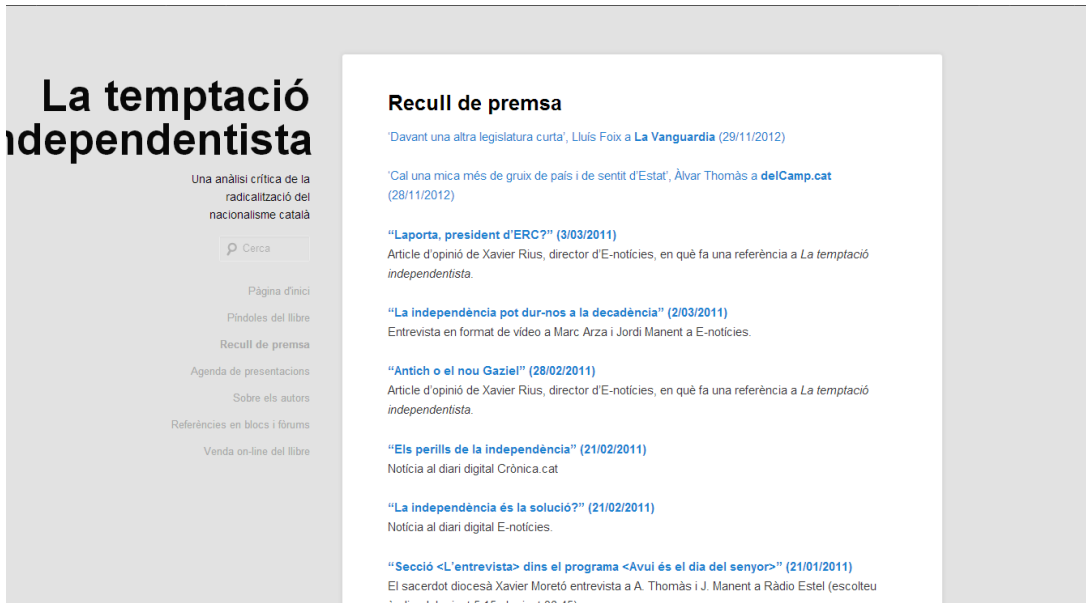 La temptació
ndependentista
Una anàlisi crítica de la
radicalització del
nacionalisme català
Cerca
Pàgina d'inici
Píndoles del llibre
Recull de premsa
Agenda de presentacions
Sobre els autors
Referències en blocs i fòrums
Venda on-line del llibre
Recull de premsa
‘Davant una altra legislatura curta’, Lluís Foix a La Vanguardia (29/11/2012)
‘Cal una mica més de gruix de país i de sentit d’Estat’, Àlvar Thomàs a delCamp.cat
(28/11/2012)
“Laporta, president d’ERC?” (3/03/2011)
Article d’opinió de Xavier Rius, director d’E-notícies, en què fa una referència a La temptació
independentista.
“La independència pot dur-nos a la decadència” (2/03/2011)
Entrevista en format de vídeo a Marc Arza i Jordi Manent a E-notícies.
“Antich o el nou Gaziel” (28/02/2011)
Article d’opinió de Xavier Rius, director d’E-notícies, en què fa una referència a La temptació
independentista.
“Els perills de la independència” (21/02/2011)
Notícia al diari digital Crònica.cat
“La independència és la solució?” (21/02/2011)
Notícia al diari digital E-notícies.
“Secció <L’entrevista> dins el programa <Avui és el dia del senyor>” (21/01/2011)
El sacerdot diocesà Xavier Moretó entrevista a A. Thomàs i J. Manent a Ràdio Estel (escolteu